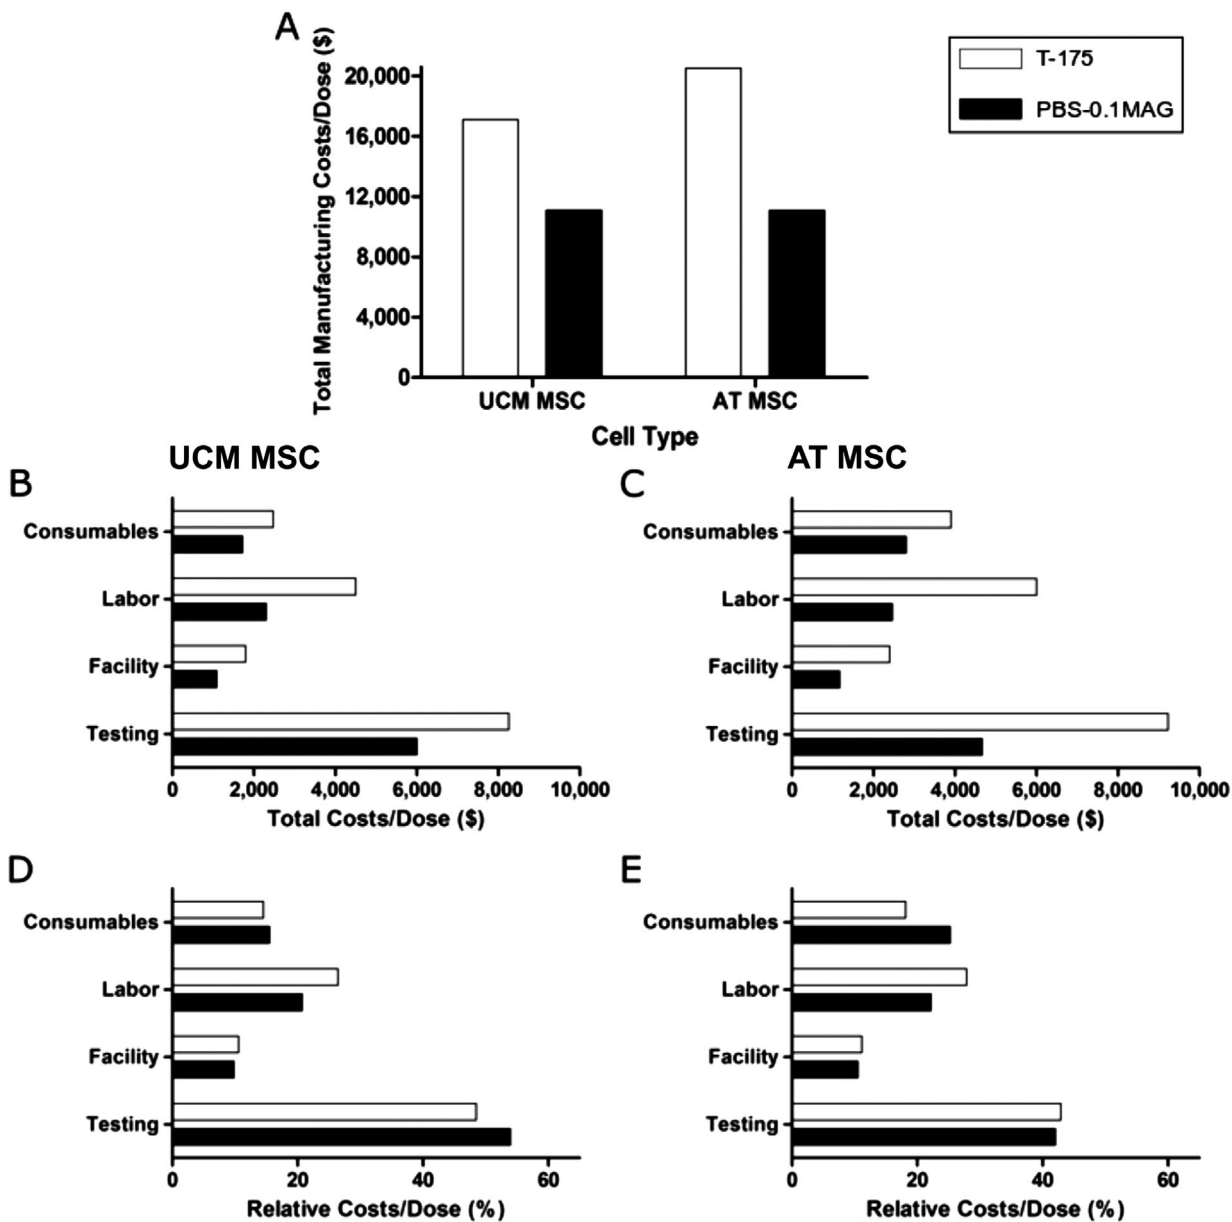 A
Total Manufacturing Costs/Dose ($)
20,000
16,000
12,000
8,000
4,000
0
UCM MSC
AT MSC
Cell Type
T-175
PBS-0.1MAG
UCM MSC
B
Consumables
Labor
Facility
Testing
0 2,000 4,000 6,000 8,000 10,000
Total Costs/Dose ($)
AT MSC
C
Consumables
Labor
Facility
Testing
0 2,000 4,000 6,000 8,000 10,000
Total Costs/Dose ($)
D
Consumables
Labor
Facility
Testing
0 20 40 60
Relative Costs/Dose (%)
E
Consumables
Labor
Facility
Testing
0 20 40 60
Relative Costs/Dose (%)